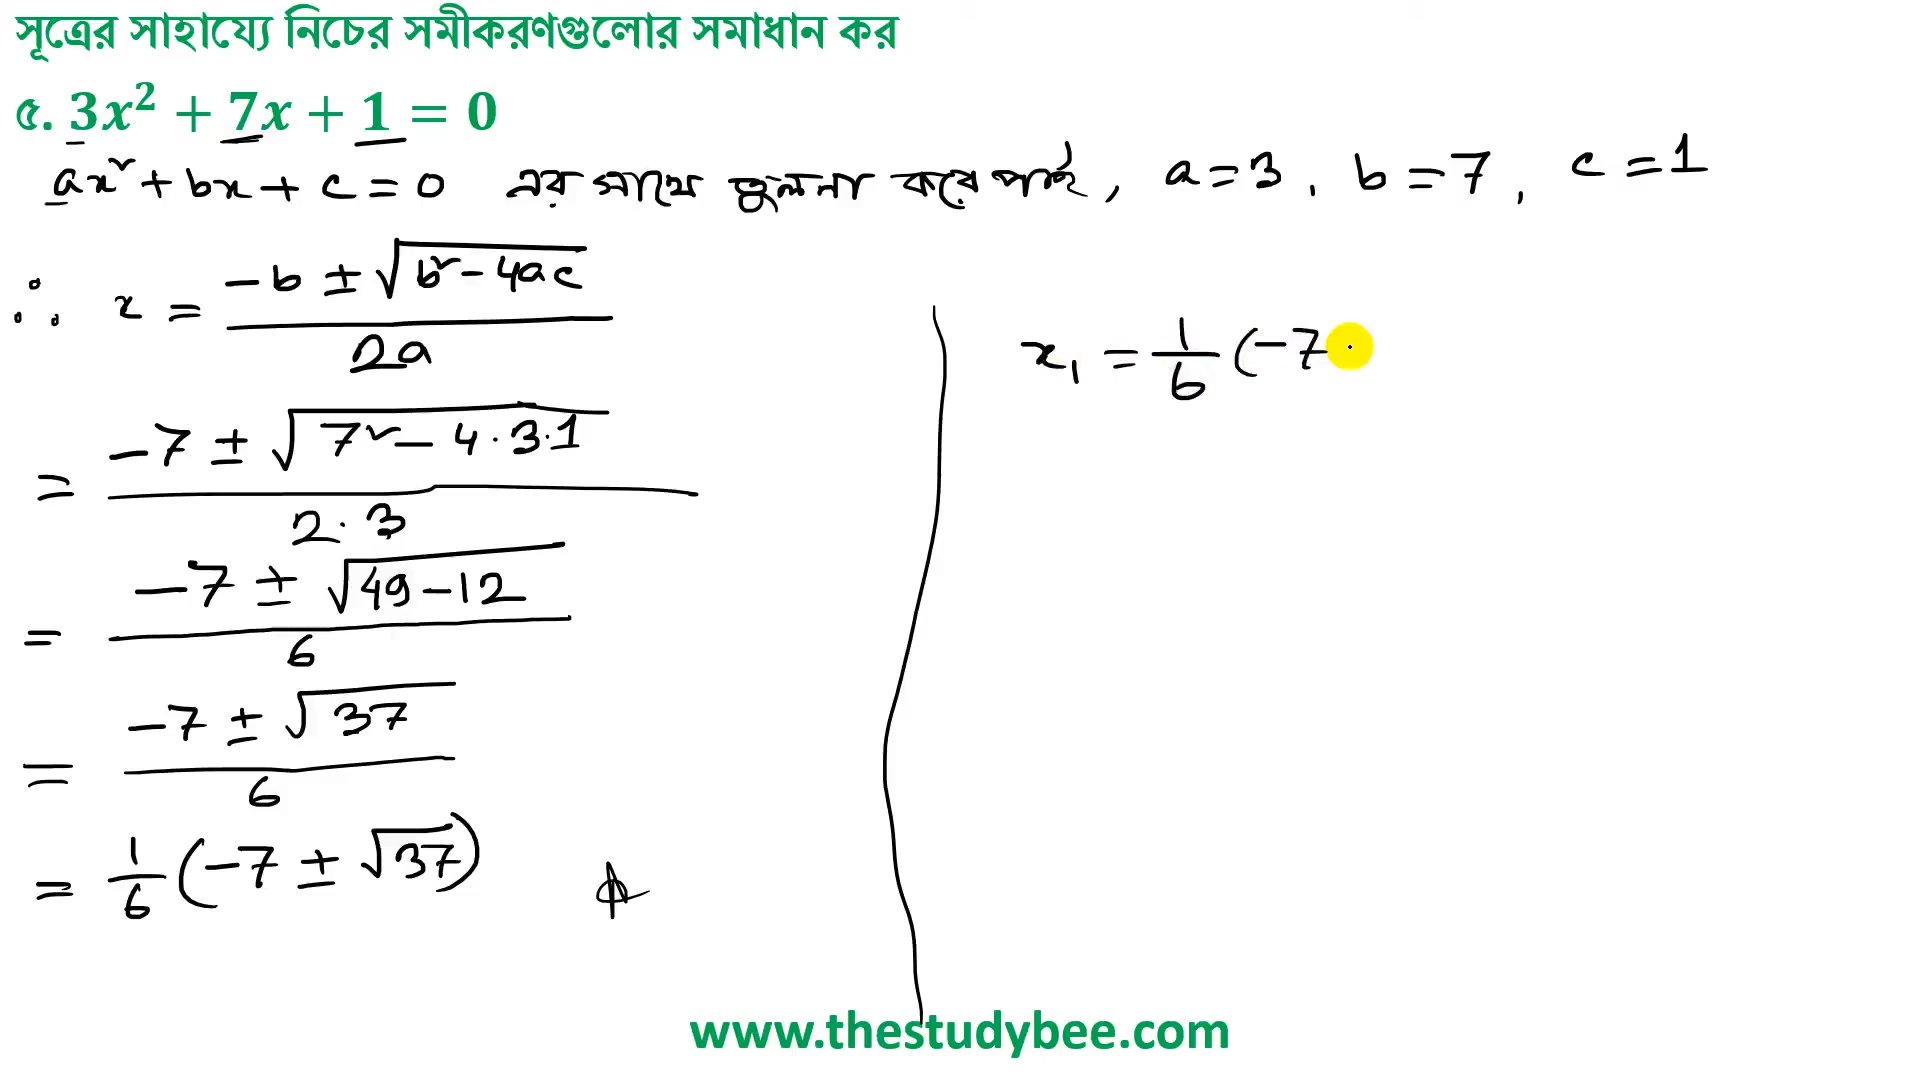 সূত্রের সাহায্যে নিচের সমীকরণগুলোর সমাধান কর
৫. 3x² + 7x + 1 = 0
ax² + bx + c = 0 এর সাথে তুলনা করে পাই, a = 3, b = 7, c = 1
∴ x = (-b ± √(b² - 4ac)) / 2a
= (-7 ± √(7² - 4·3·1)) / 2·3
= (-7 ± √(49 - 12)) / 6
= (-7 ± √37) / 6
= 1/6 (-7 ± √37)
x₁ = 1/6 (-7
www.thestudybee.com